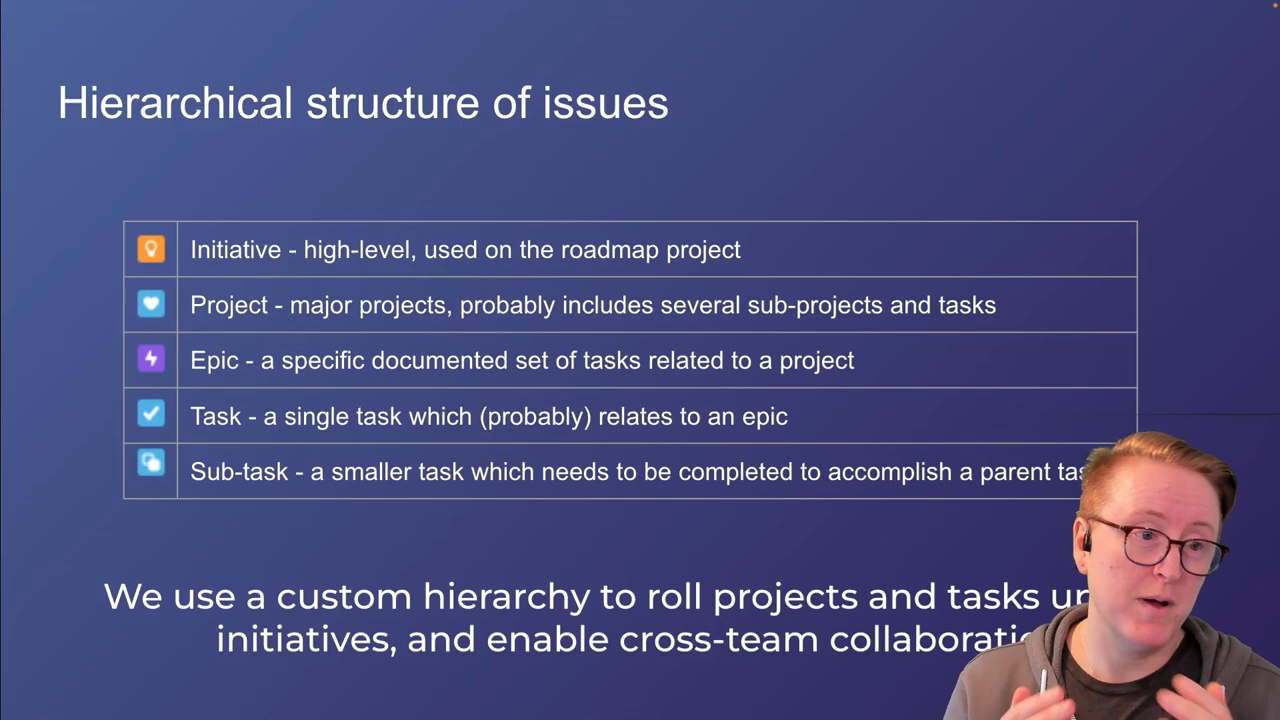 Hierarchical structure of issues
Initiative - high-level, used on the roadmap project
Project - major projects, probably includes several sub-projects and tasks
Epic - a specific documented set of tasks related to a project
Task - a single task which (probably) relates to an epic
Sub-task - a smaller task which needs to be completed to accomplish a parent
We use a custom hierarchy to roll projects and tasks
initiatives, and enable cross-team